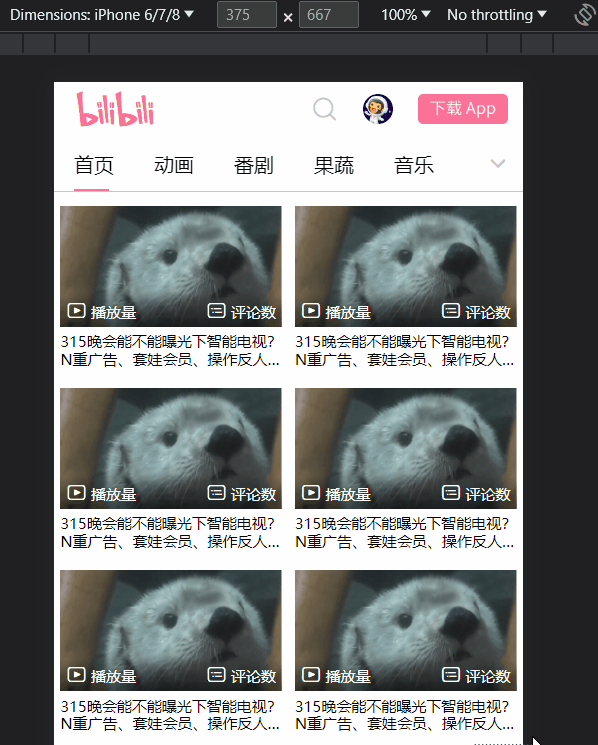 Dimensions: iPhone 6/7/8 ▼ 375 × 667 100% ▼ No throttling ▼
bilibili 下载 App
首页 动画 番剧 果蔬 音乐
播放量 评论数 播放量 评论数
315晚会能不能曝光下智能电视? 315晚会能不能曝光下智能电视?
N重广告、套娃会员、操作反人... N重广告、套娃会员、操作反人...
播放量 评论数 播放量 评论数
315晚会能不能曝光下智能电视? 315晚会能不能曝光下智能电视?
N重广告、套娃会员、操作反人... N重广告、套娃会员、操作反人...
播放量 评论数 播放量 评论数
315晚会能不能曝光下智能电视? 315晚会能不能曝光下智能电视?
N重广告、套娃会员、操作反人... N重广告、套娃会员、操作反人...